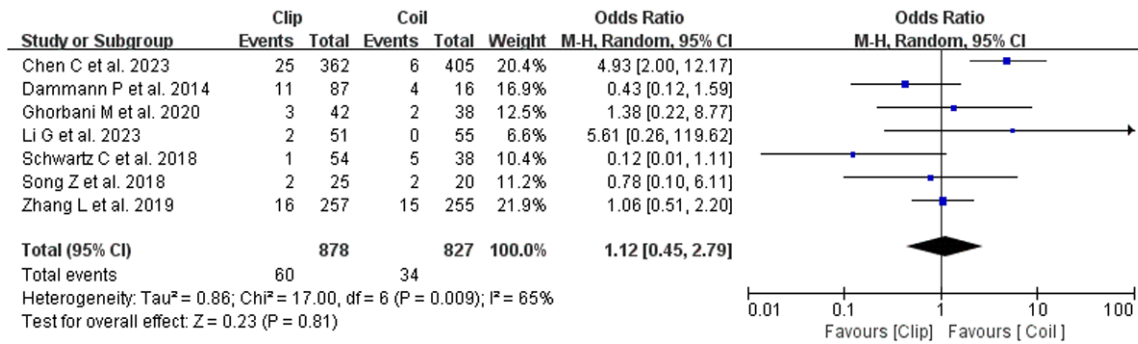 Clip Coil Odds Ratio Odds Ratio
Study or Subgroup Events Total Events Total Weight M-H, Random, 95% CI M-H, Random, 95% CI
Chen C et al. 2023 25 362 6 405 20.4% 4.93 [2.00, 12.17]
Dammann P et al. 2014 11 87 4 16 16.9% 0.43 [0.12, 1.59]
Ghorbani M et al. 2020 3 42 2 38 12.5% 1.38 [0.22, 8.77]
Li G et al. 2023 2 51 0 55 6.6% 5.61 [0.26, 119.62]
Schwartz C et al. 2018 1 54 5 38 10.4% 0.12 [0.01, 1.11]
Song Z et al. 2018 2 25 2 20 11.2% 0.78 [0.10, 6.11]
Zhang L et al. 2019 16 257 15 255 21.9% 1.06 [0.51, 2.20]
Total (95% CI) 878 827 100.0% 1.12 [0.45, 2.79]
Total events 60 34
Heterogeneity: Tau² = 0.86; Chi² = 17.00, df = 6 (P = 0.009); I² = 65%
Test for overall effect: Z = 0.23 (P = 0.81)
0.01 0.1 1 10 100
Favours [Clip] Favours [Coil]